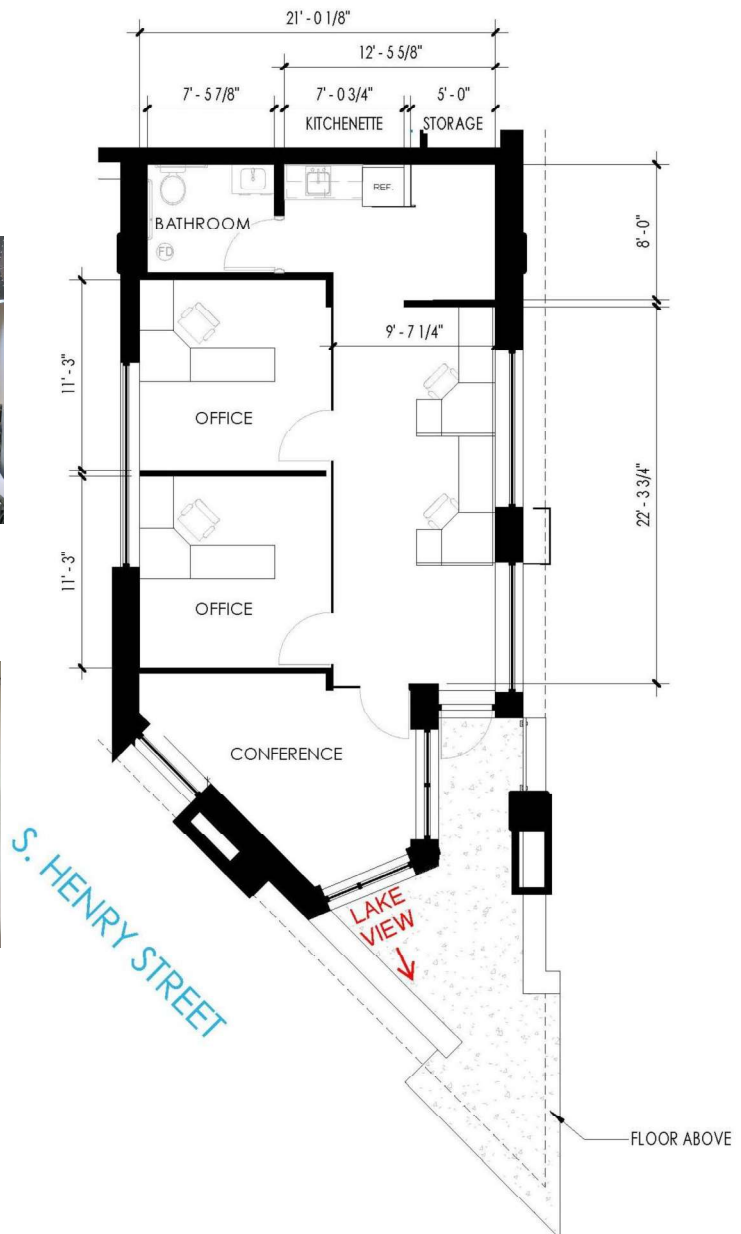 21' - 0 1/8"
12' - 5 5/8"
7' - 5 7/8"
7' - 0 3/4"
5' - 0"
KITCHENETTE
STORAGE
REF.
BATHROOM
FD
8' - 0"
9' - 7 1/4"
11' - 3"
OFFICE
22' - 3 3/4"
11' - 3"
OFFICE
CONFERENCE
S. HENRY STREET
LAKE
VIEW
FLOOR ABOVE